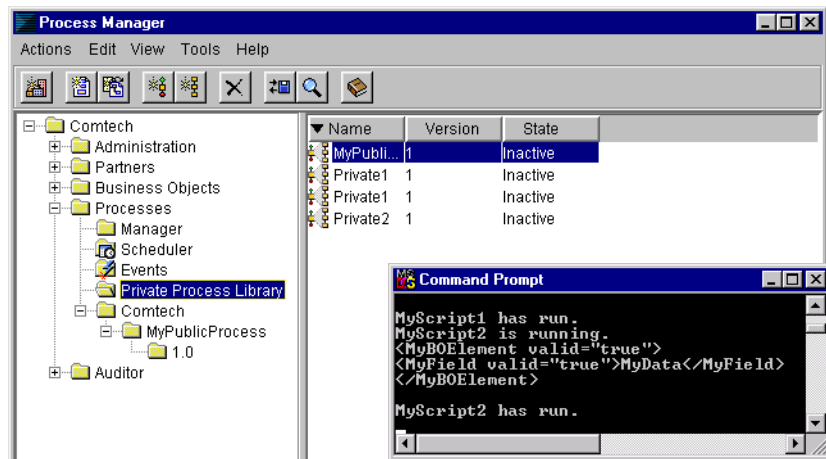 Process Manager
Actions Edit View Tools Help
Comtech
Administration
Partners
Business Objects
Processes
Manager
Scheduler
Events
Private Process Library
Comtech
MyPublicProcess
1.0
Auditor
Name Version State
MyPubli... 1 Inactive
Private1 1 Inactive
Private1 1 Inactive
Private2 1 Inactive
Command Prompt
MyScript1 has run.
MyScript2 is running.
<MyBOElement valid="true">
<MyField valid="true">MyData</MyField>
</MyBOElement>
MyScript2 has run.